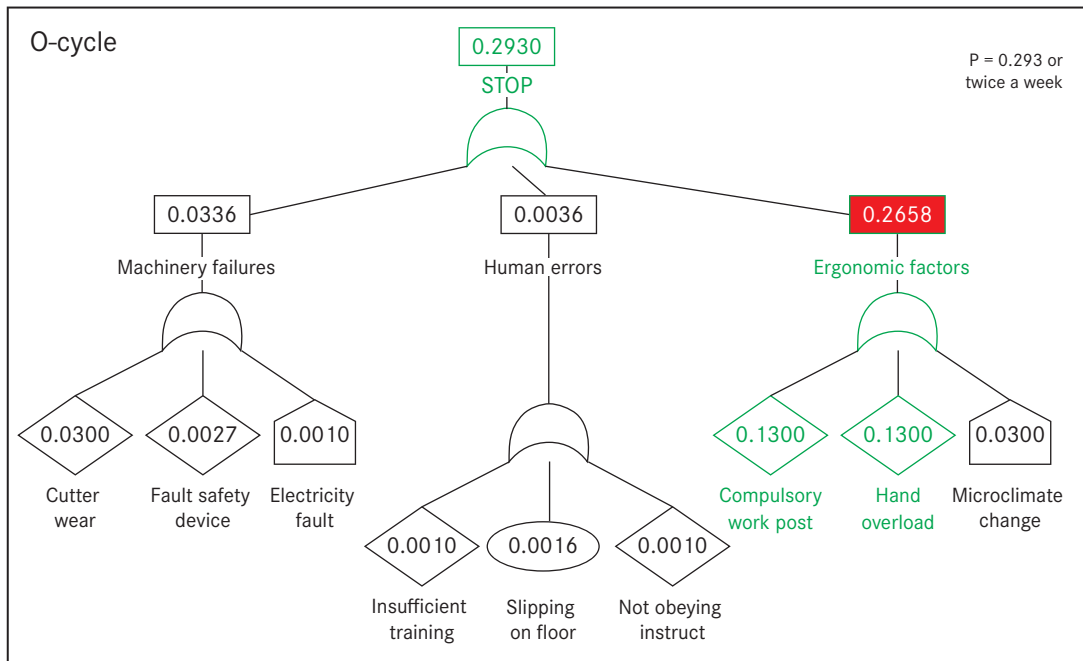 O-cycle
0.2930
P = 0.293 or
twice a week
STOP
0.0336
0.0036
0.2658
Machinery failures
Human errors
Ergonomic factors
0.0300
0.0027
0.0010
0.1300
0.1300
0.0300
Cutter
wear
Fault safety
device
Electricity
fault
Compulsory
work post
Hand
overload
Microclimate
change
0.0010
0.0016
0.0010
Insufficient
training
Slipping
on floor
Not obeying
instruct